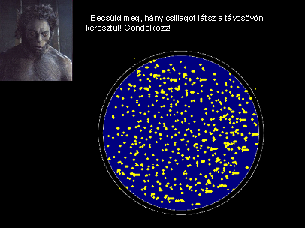 Becsüld meg, hány csillagot látsz a távcsövön
keresztül! Gondolkozz!